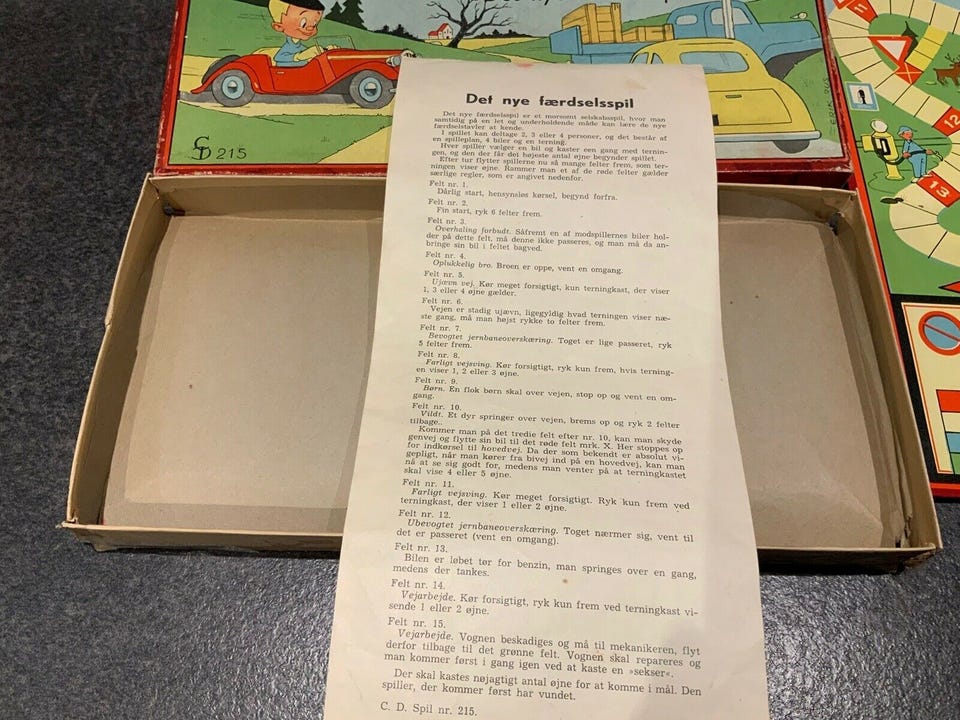 CD 215
ERIK DUE
11
12
13
Det nye færdselsspil
Det nye færdselsspil er et morsomt selskabsspil, hvor man
samtidig på en let og underholdende måde kan lære de nye
færdselstavler at kende.
I spillet kan deltage 2, 3 eller 4 personer, og det består af
en spilleplan, 4 biler og en terning.
Hver spiller vælger en bil og kaster een gang med ternin-
gen, og den der får det højeste antal øjne begynder spillet.
Efter tur flytter spillerne nu så mange felter frem, som ter-
ningen viser øjne. Rammer man et af de røde felter gælder
særlige regler, som er angivet nedenfor.
Felt nr. 1.
Dårlig start, hensynsløs kørsel, begynd forfra.
Felt nr. 2.
Fin start, ryk 6 felter frem.
Felt nr. 3.
Overhaling forbudt. Såfremt en af modspillernes biler hol-
der på dette felt, må denne ikke passeres, og man må da an-
bringe sin bil i feltet bagved.
Felt nr. 4.
Oplukkelig bro. Broen er oppe, vent en omgang.
Felt nr. 5.
Ujævn vej. Kør meget forsigtigt, kun terningkast, der viser
1, 3 eller 4 øjne gælder.
Felt nr. 6.
Vejen er stadig ujævn, ligegyldig hvad terningen viser næ-
ste gang, må man højst rykke to felter frem.
Felt nr. 7.
Bevogtet jernbaneoverskæring. Toget er lige passeret, ryk
5 felter frem.
Felt nr. 8.
Farligt vejsving. Kør forsigtigt, ryk kun frem, hvis terning-
en viser 1, 2 eller 3 øjne.
Felt nr. 9.
Børn. En flok børn skal over vejen, stop op og vent en om-
gang.
Felt nr. 10.
Vildt. Et dyr springer over vejen, brems op og ryk 2 felter
tilbage..
Kommer man på det tredie felt efter nr. 10, kan man skyde
genvej og flytte sin bil til det røde felt mrk. X. Her stoppes op
for indkørsel til hovedvej. Da der som bekendt er absolut vi-
gepligt, når man kører fra bivej ind på en hovedvej, kan man
nå at se sig godt for, medens man venter på at terningkastet
skal vise 4 eller 5 øjne.
Felt nr. 11.
Farligt vejsving. Kør meget forsigtigt. Ryk kun frem ved
terningkast, der viser 1 eller 2 øjne.
Felt nr. 12.
Ubevogtet jernbaneoverskæring. Toget nærmer sig, vent til
det er passeret (vent en omgang).
Felt nr. 13.
Bilen er løbet tør for benzin, man springes over en gang,
medens der tankes.
Felt nr. 14.
Vejarbejde. Kør forsigtigt, ryk kun frem ved terningkast vi-
sende 1 eller 2 øjne.
Felt nr. 15.
Vejarbejde. Vognen beskadiges og må til mekanikeren, flyt
derfor tilbage til det grønne felt. Vognen skal repareres og
man kommer først i gang igen ved at kaste en »sekser«.
Der skal kastes nøjagtig antal øjne for at komme i mål. Den
spiller, der kommer først har vundet.
C. D. Spil nr. 215.